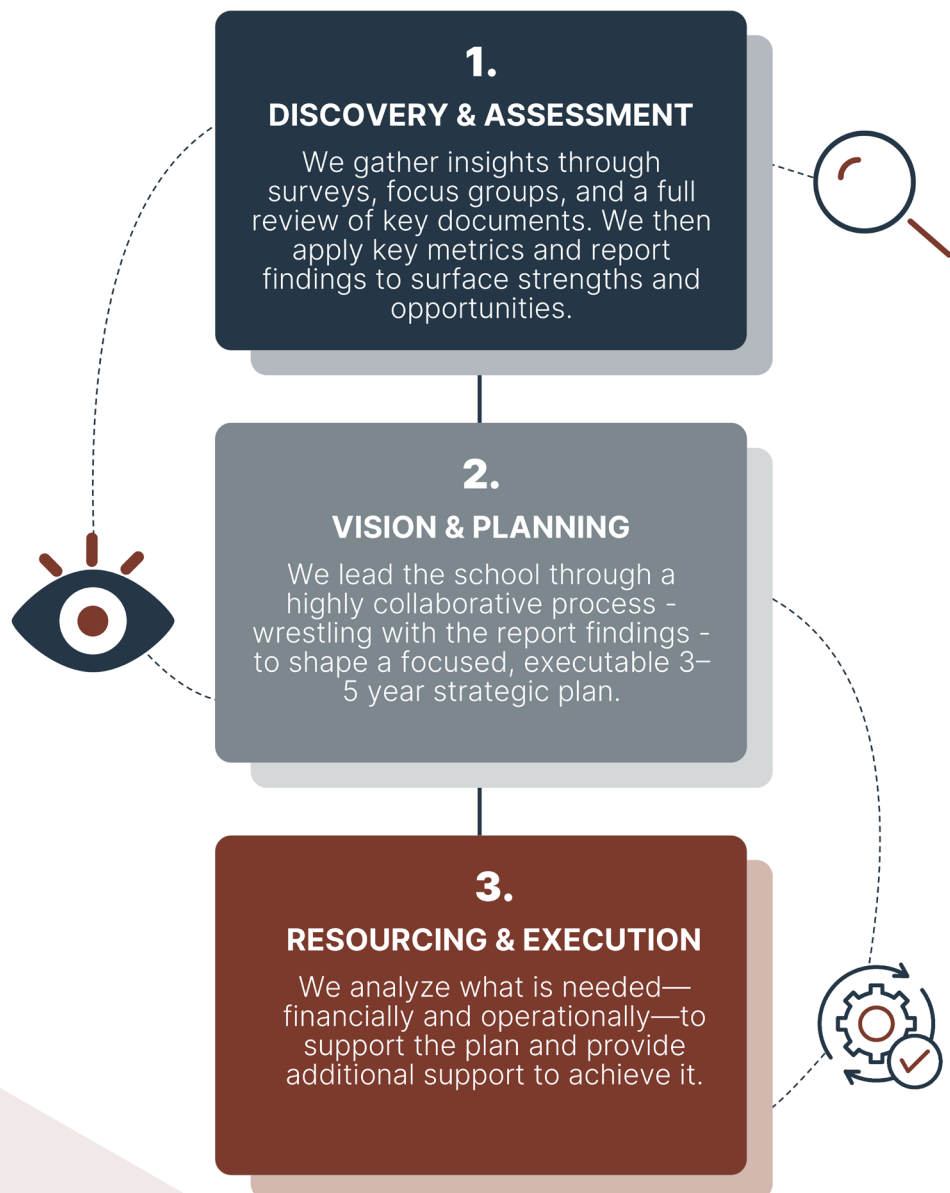 1.
DISCOVERY & ASSESSMENT
We gather insights through
surveys, focus groups, and a full
review of key documents. We then
apply key metrics and report
findings to surface strengths and
opportunities.
2.
VISION & PLANNING
We lead the school through a
highly collaborative process -
wrestling with the report findings -
to shape a focused, executable 3–
5 year strategic plan.
3.
RESOURCING & EXECUTION
We analyze what is needed—
financially and operationally—to
support the plan and provide
additional support to achieve it.